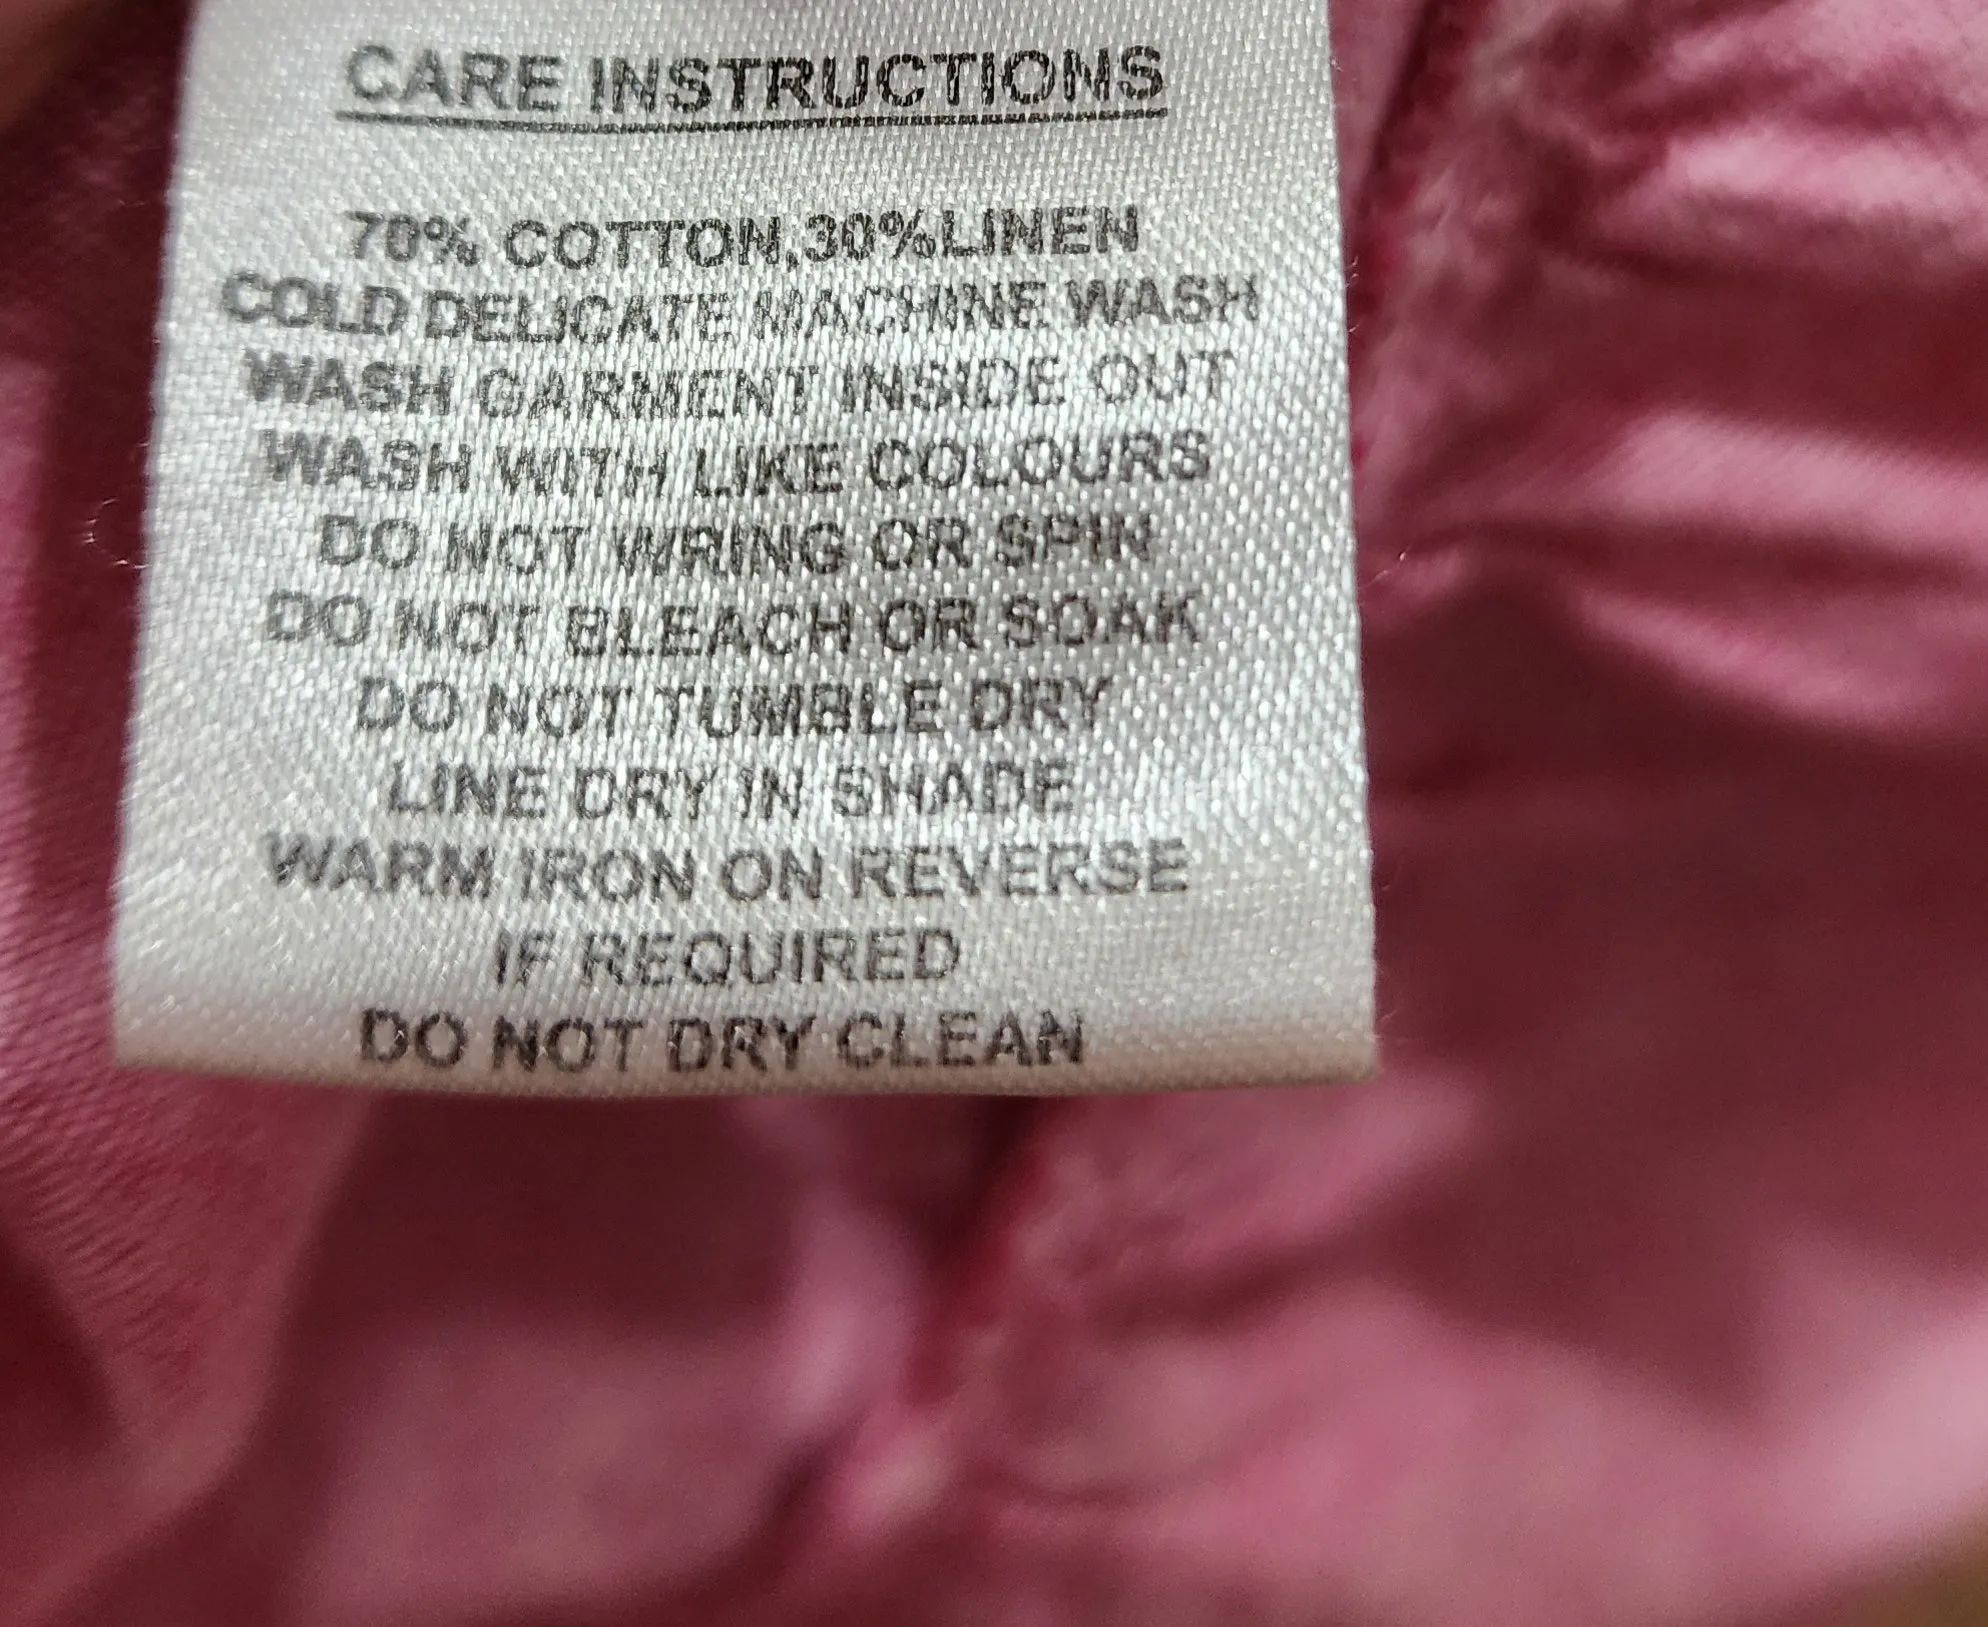 CARE INSTRUCTIONS
70% COTTON,30%LINEN
COLD DELICATE MACHINE WASH
WASH GARMENT INSIDE OUT
WASH WITH LIKE COLOURS
DO NOT WRING OR SPIN
DO NOT BLEACH OR SOAK
DO NOT TUMBLE DRY
LINE DRY IN SHADE
WARM IRON ON REVERSE
IF REQUIRED
DO NOT DRY CLEAN